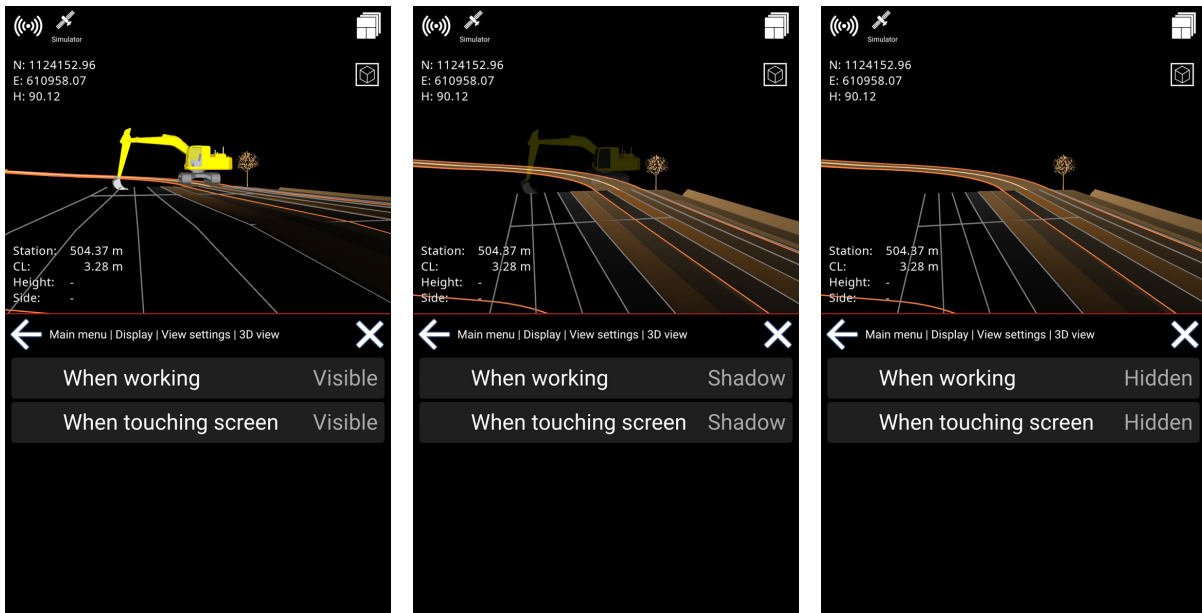 Simulator
N: 1124152.96
E: 610958.07
H: 90.12
Station: 504.37 m
CL: 3.28 m
Height: -
Side: -
Main menu | Display | View settings | 3D view
When working Visible
When touching screen Visible
Simulator
N: 1124152.96
E: 610958.07
H: 90.12
Station: 504.37 m
CL: 3.28 m
Height: -
Side: -
Main menu | Display | View settings | 3D view
When working Shadow
When touching screen Shadow
Simulator
N: 1124152.96
E: 610958.07
H: 90.12
Station: 504.37 m
CL: 3.28 m
Height: -
Side: -
Main menu | Display | View settings | 3D view
When working Hidden
When touching screen Hidden